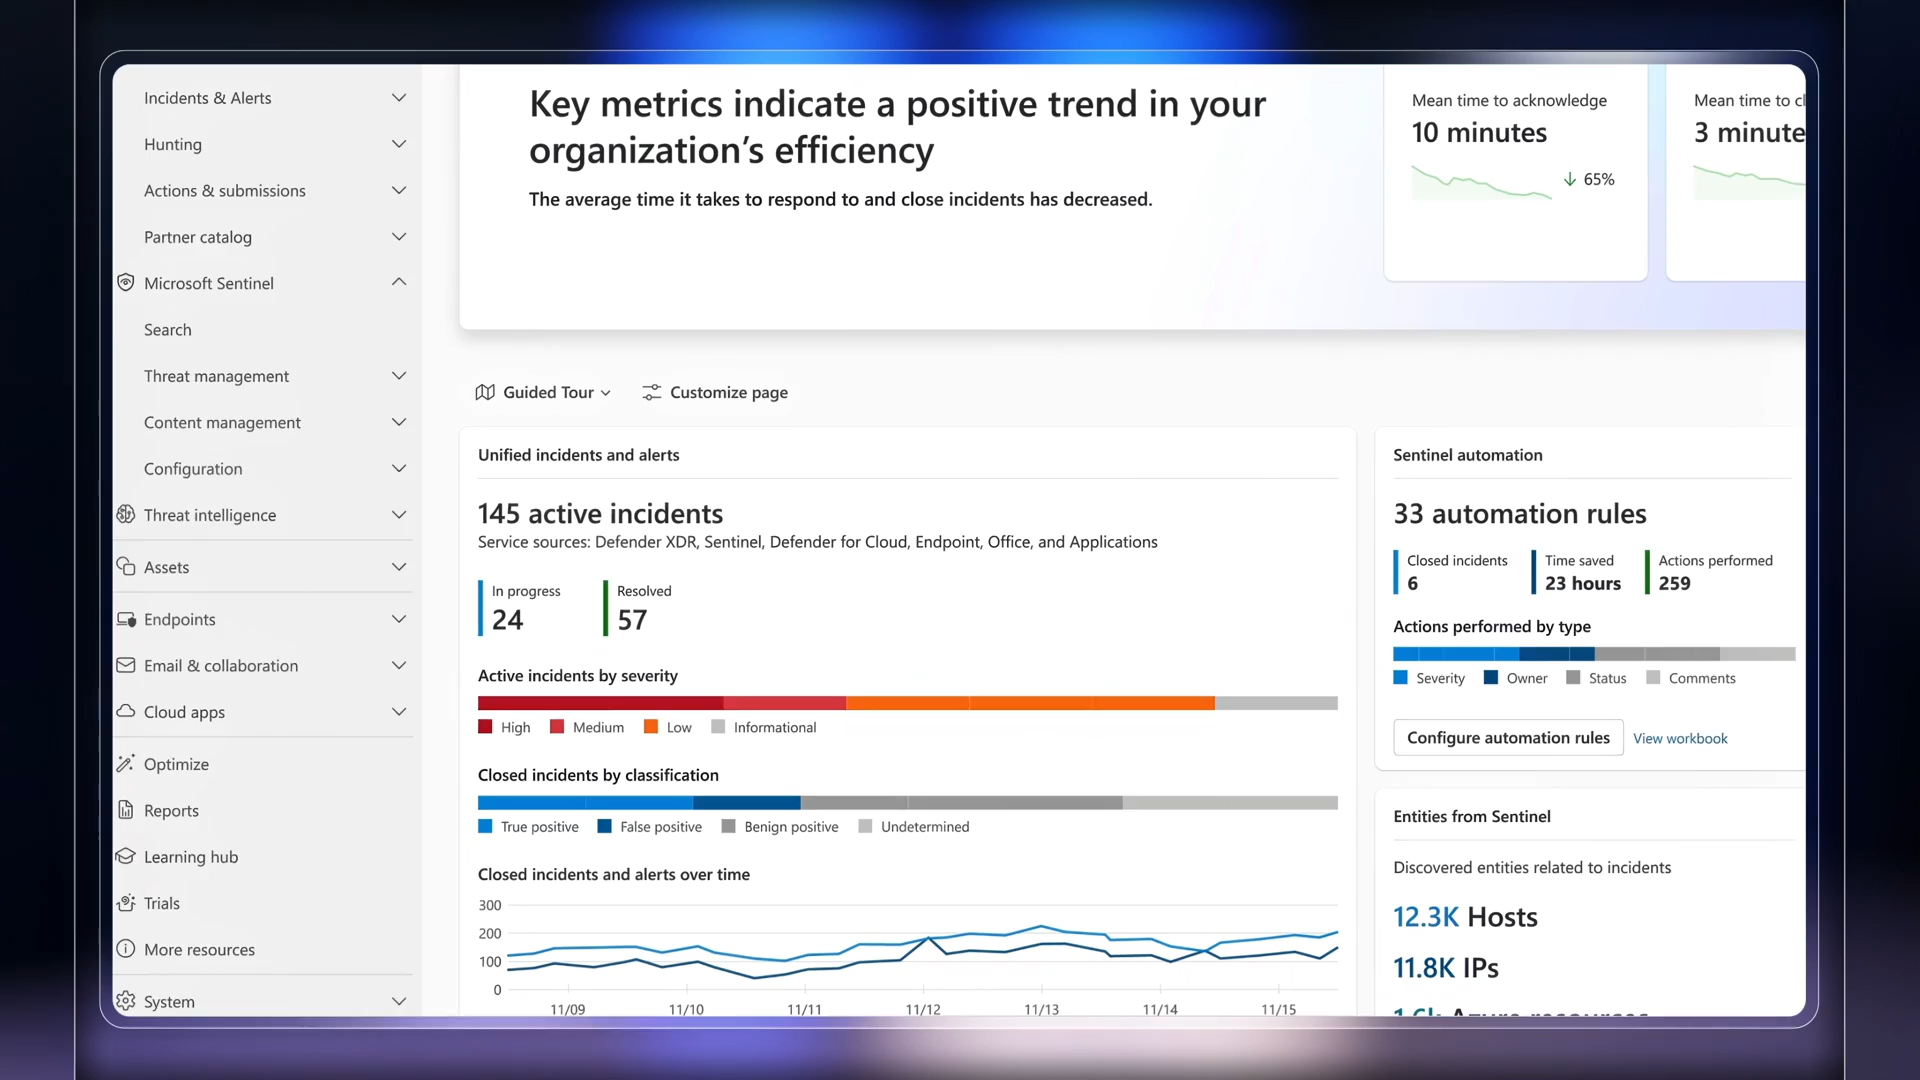 Incidents & Alerts
Hunting
Actions & submissions
Partner catalog
Microsoft Sentinel
Search
Threat management
Content management
Configuration
Threat intelligence
Assets
Endpoints
Email & collaboration
Cloud apps
Optimize
Reports
Learning hub
Trials
More resources
System
Key metrics indicate a positive trend in your
organization’s efficiency
The average time it takes to respond to and close incidents has decreased.
Mean time to acknowledge
10 minutes
65%
Mean time to
3
Guided Tour
Customize page
Unified incidents and alerts
145 active incidents
Service sources: Defender XDR, Sentinel, Defender for Cloud, Endpoint, Office, and Applications
In progress
24
Resolved
57
Active incidents by severity
High Medium Low Informational
Closed incidents by classification
True positive False positive Benign positive Undetermined
Closed incidents and alerts over time
300
200
100
0
11/09 11/10 11/11 11/12 11/13 11/14 11/15
Sentinel automation
33 automation rules
Closed incidents
6
Time saved
23 hours
Actions performed
259
Actions performed by type
Severity Owner Status Comments
Configure automation rules View workbook
Entities from Sentinel
Discovered entities related to incidents
12.3K Hosts
11.8K IPs